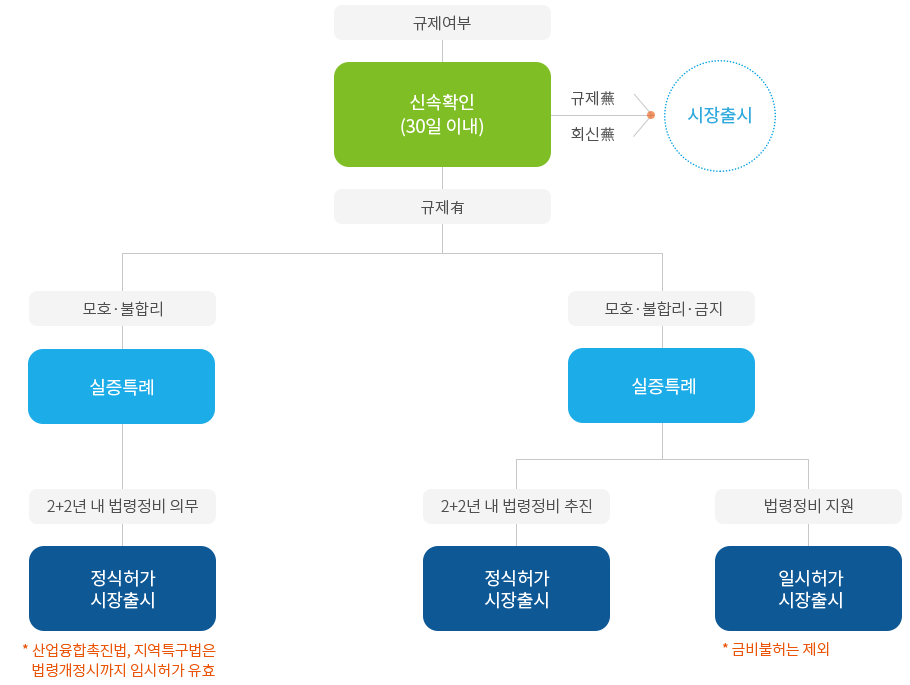 규제여부
신속확인
(30일 이내)
규제蕪
회신蕪
시장출시
규제有
모호·불합리
모호·불합리·금지
실증특례
실증특례
2+2년 내 법령정비 의무
2+2년 내 법령정비 추진
법령정비 지원
정식허가
시장출시
정식허가
시장출시
일시허가
시장출시
* 산업융합촉진법, 지역특구법은
법령개정시까지 임시허가 유효
* 금비불허는 제외